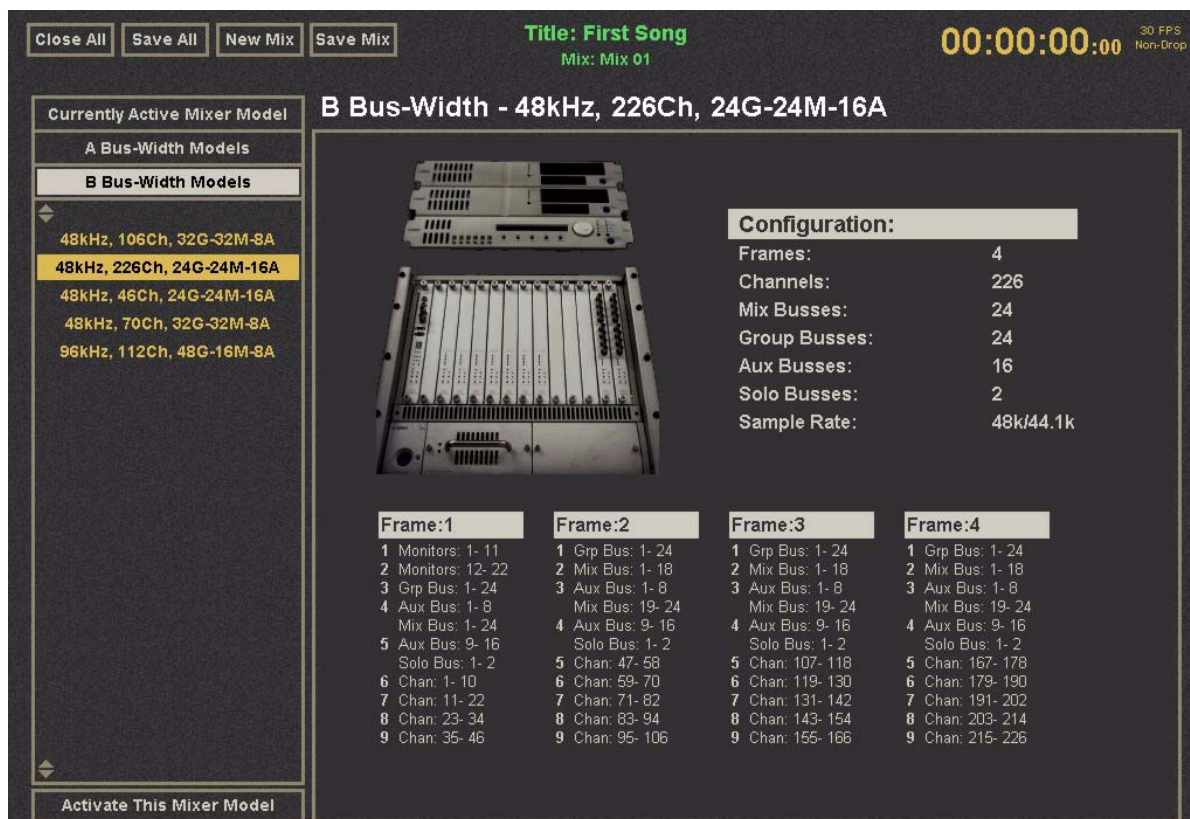 Close All Save All New Mix Save Mix
Title: First Song
Mix: Mix 01
00:00:00:00
30 FPS
Non-Drop
Currently Active Mixer Model
A Bus-Width Models
B Bus-Width Models
48kHz, 106Ch, 32G-32M-8A
48kHz, 226Ch, 24G-24M-16A
48kHz, 46Ch, 24G-24M-16A
48kHz, 70Ch, 32G-32M-8A
96kHz, 112Ch, 48G-16M-8A
Activate This Mixer Model
B Bus-Width - 48kHz, 226Ch, 24G-24M-16A
Configuration:
Frames: 4
Channels: 226
Mix Busses: 24
Group Busses: 24
Aux Busses: 16
Solo Busses: 2
Sample Rate: 48k/44.1k
Frame:1
1 Monitors: 1- 11
2 Monitors: 12- 22
3 Grp Bus: 1- 24
4 Aux Bus: 1- 8
Mix Bus: 1- 24
5 Aux Bus: 9- 16
Solo Bus: 1- 2
6 Chan: 1- 10
7 Chan: 11- 22
8 Chan: 23- 34
9 Chan: 35- 46
Frame:2
1 Grp Bus: 1- 24
2 Mix Bus: 1- 18
3 Aux Bus: 1- 8
Mix Bus: 19- 24
4 Aux Bus: 9- 16
Solo Bus: 1- 2
5 Chan: 47- 58
6 Chan: 59- 70
7 Chan: 71- 82
8 Chan: 83- 94
9 Chan: 95- 106
Frame:3
1 Grp Bus: 1- 24
2 Mix Bus: 1- 18
3 Aux Bus: 1- 8
Mix Bus: 19- 24
4 Aux Bus: 9- 16
Solo Bus: 1- 2
5 Chan: 107- 118
6 Chan: 119- 130
7 Chan: 131- 142
8 Chan: 143- 154
9 Chan: 155- 166
Frame:4
1 Grp Bus: 1- 24
2 Mix Bus: 1- 18
3 Aux Bus: 1- 8
Mix Bus: 19- 24
4 Aux Bus: 9- 16
Solo Bus: 1- 2
5 Chan: 167- 178
6 Chan: 179- 190
7 Chan: 191- 202
8 Chan: 203- 214
9 Chan: 215- 226